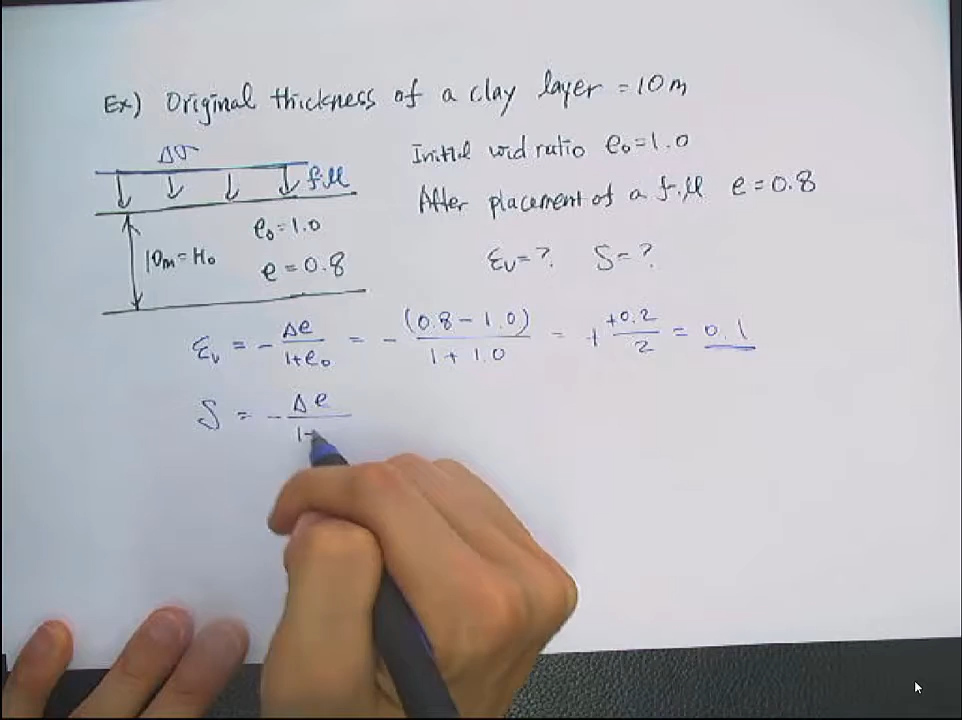 Ex) Original thickness of a clay layer = 10 m
Initial void ratio e₀ = 1.0
After placement of a fill e = 0.8
Δσ
fill
10m = H₀
e₀ = 1.0
e = 0.8
εv = ? S = ?
εv = - Δe / 1+e₀ = - (0.8 - 1.0) / 1 + 1.0 = + +0.2 / 2 = 0.1
S = - Δe / 1+